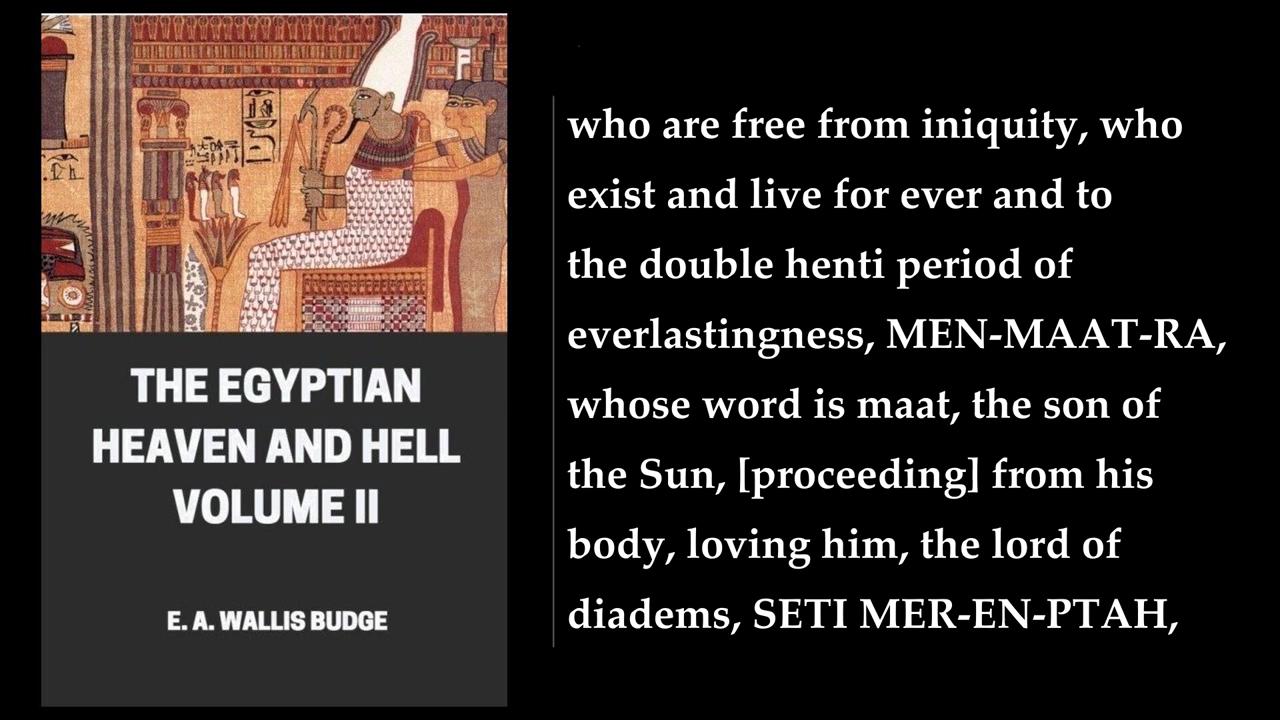 THE EGYPTIAN
HEAVEN AND HELL
VOLUME II
E. A. WALLIS BUDGE
who are free from iniquity, who
exist and live for ever and to
the double henti period of
everlastingness, MEN-MAAT-RA,
whose word is maat, the son of
the Sun, [proceeding] from his
body, loving him, the lord of
diadems, SETI MER-EN-PTAH,